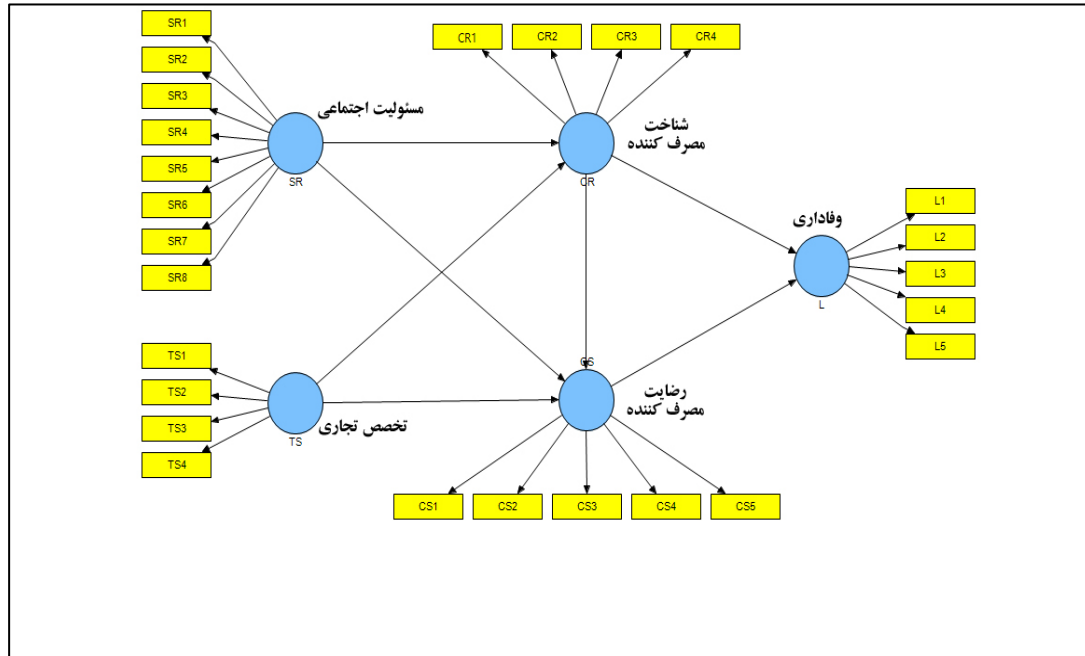 SR1
SR2
SR3
SR4
SR5
SR6
SR7
SR8
مسئولیت اجتماعی
SR
CR1
CR2
CR3
CR4
شناخت
مصرف کننده
CR
وفاداری
L
L1
L2
L3
L4
L5
TS1
TS2
TS3
TS4
تخصص تجاری
TS
CS
رضایت
مصرف کننده
CS1
CS2
CS3
CS4
CS5